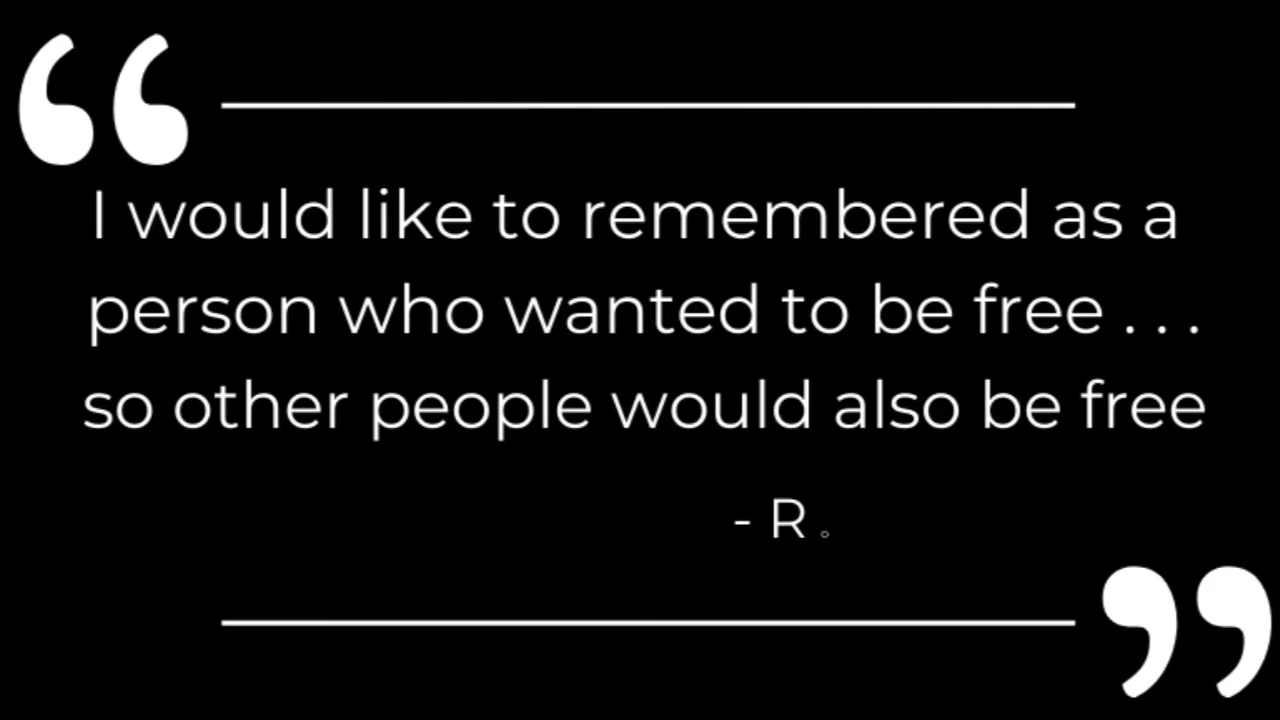 “
I would like to remembered as a
person who wanted to be free . . .
so other people would also be free
- R
”